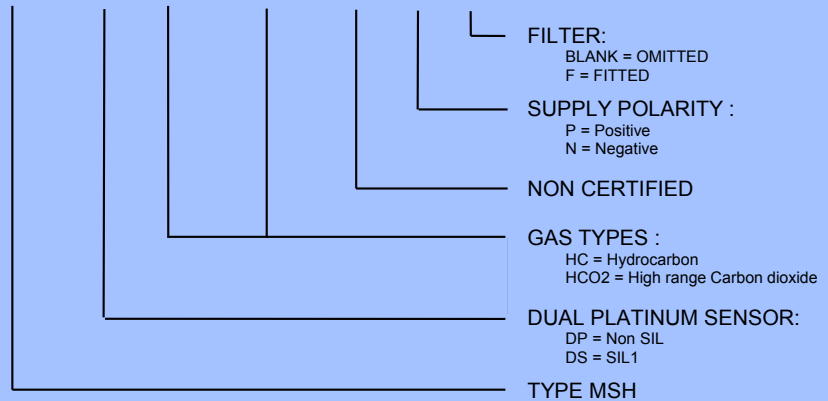 FILTER:
BLANK = OMITTED
F = FITTED
SUPPLY POLARITY :
P = Positive
N = Negative
NON CERTIFIED
GAS TYPES :
HC = Hydrocarbon
HCO2 = High range Carbon dioxide
DUAL PLATINUM SENSOR:
DP = Non SIL
DS = SIL1
TYPE MSH